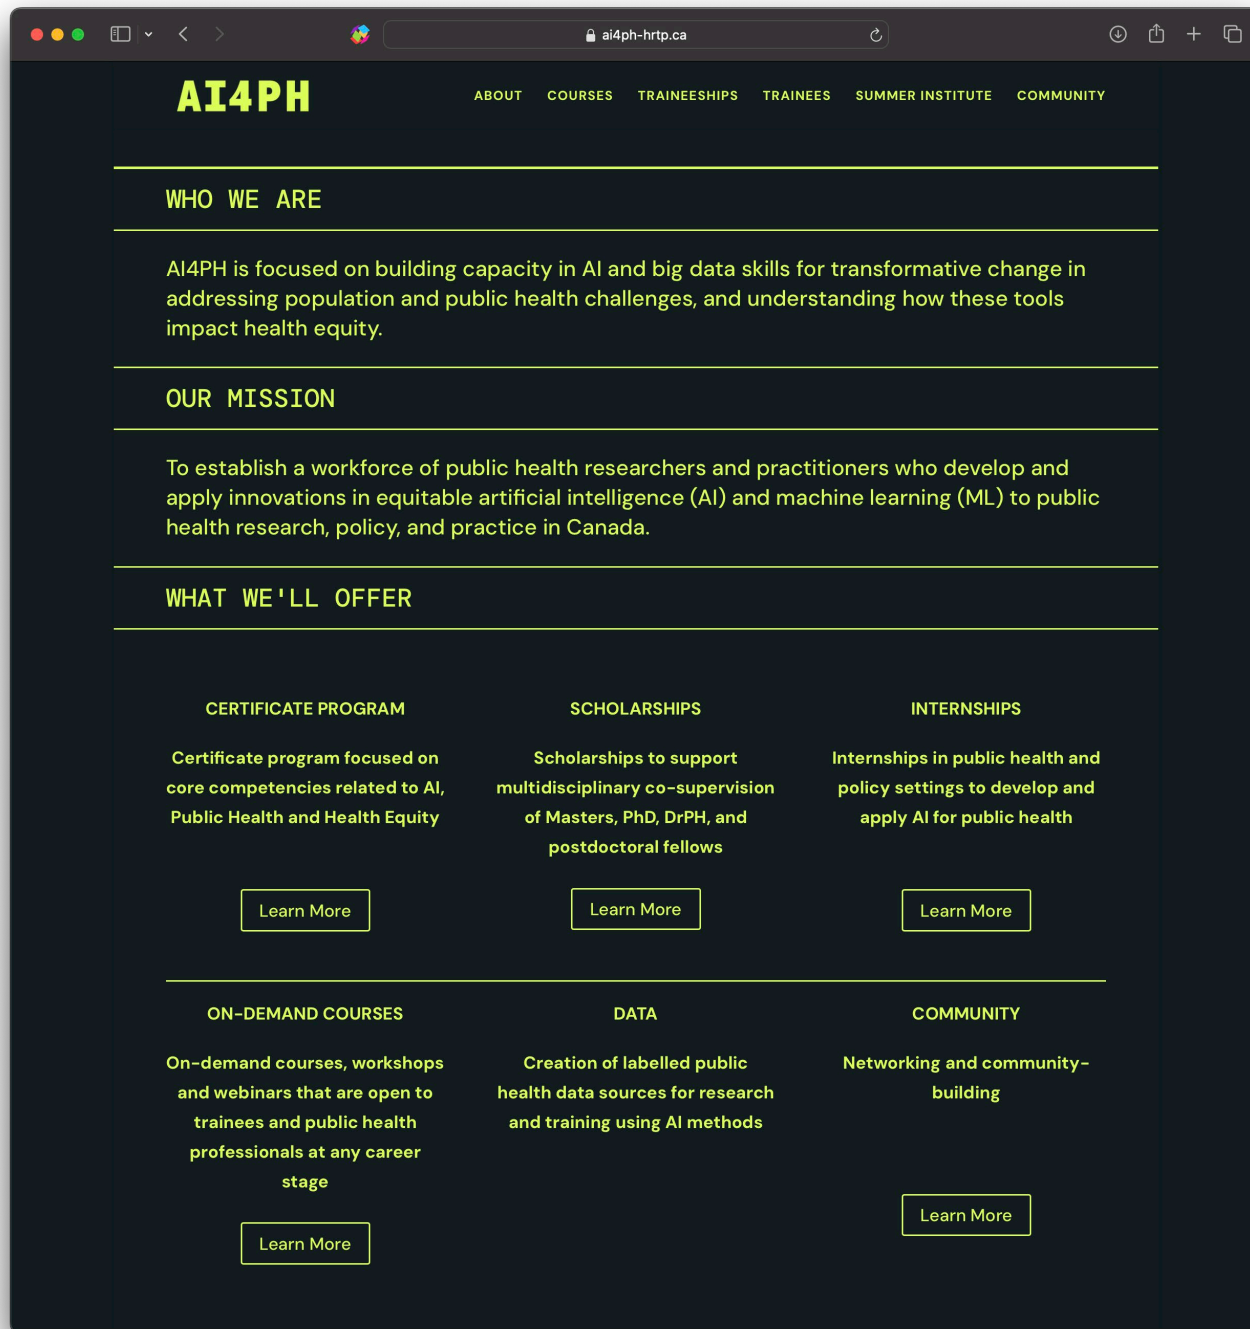 ai4ph-hrtp.ca
AI4PH
ABOUT COURSES TRAINEESHIPS TRAINEES SUMMER INSTITUTE COMMUNITY
WHO WE ARE
AI4PH is focused on building capacity in AI and big data skills for transformative change in
addressing population and public health challenges, and understanding how these tools
impact health equity.
OUR MISSION
To establish a workforce of public health researchers and practitioners who develop and
apply innovations in equitable artificial intelligence (AI) and machine learning (ML) to public
health research, policy, and practice in Canada.
WHAT WE'LL OFFER
CERTIFICATE PROGRAM
Certificate program focused on
core competencies related to AI,
Public Health and Health Equity
Learn More
SCHOLARSHIPS
Scholarships to support
multidisciplinary co-supervision
of Masters, PhD, DrPH, and
postdoctoral fellows
Learn More
INTERNSHIPS
Internships in public health and
policy settings to develop and
apply AI for public health
Learn More
ON-DEMAND COURSES
On-demand courses, workshops
and webinars that are open to
trainees and public health
professionals at any career
stage
Learn More
DATA
Creation of labelled public
health data sources for research
and training using AI methods
COMMUNITY
Networking and community-
building
Learn More